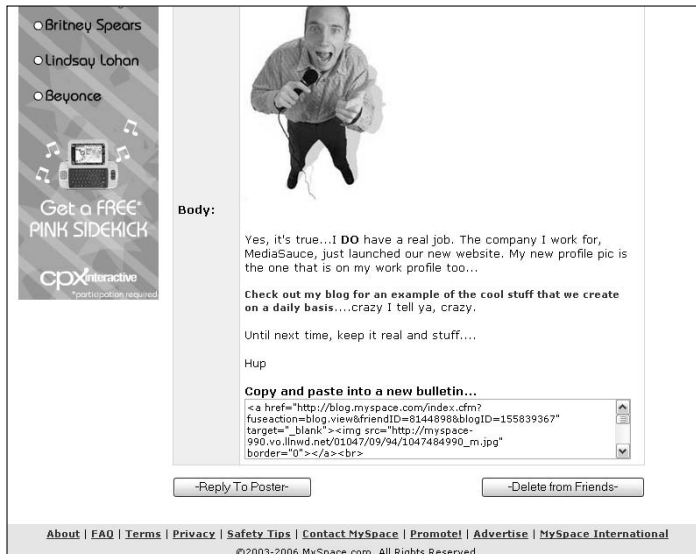 Britney Spears
Lindsay Lohan
Beyonce
Get a FREE*
PINK SIDEKICK
cpxinteractive
*participation required
Body:
Yes, it's true...I DO have a real job. The company I work for,
MediaSauce, just launched our new website. My new profile pic is
the one that is on my work profile too...
Check out my blog for an example of the cool stuff that we create
on a daily basis....crazy I tell ya, crazy.
Until next time, keep it real and stuff....
Hup
Copy and paste into a new bulletin...
<a href="http://blog.myspace.com/index.cfm?
fuseaction=blog.view&friendID=8144898&blogID=155839367"
target="_blank"><img src="http://myspace-
990.vo.llnwd.net/01047/09/94/1047484990_m.jpg"
border="0"></a><br>
-Reply To Poster-
-Delete from Friends-
About | FAQ | Terms | Privacy | Safety Tips | Contact MySpace | Promote! | Advertise | MySpace International
©2003-2006 MySpace.com. All Rights Reserved